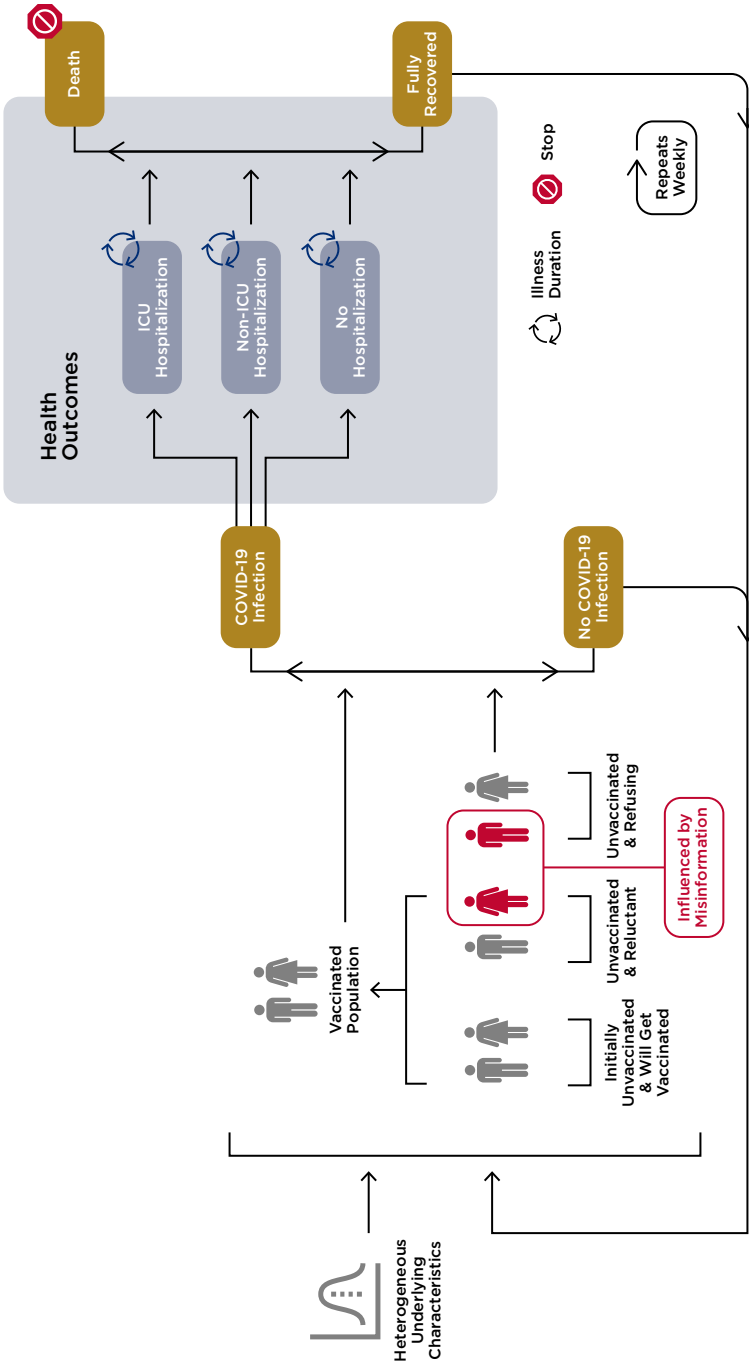 Heterogeneous
Underlying
Characteristics
Vaccinated
Population
Initially
Unvaccinated
& Will Get
Vaccinated
Unvaccinated
& Reluctant
Unvaccinated
& Refusing
Influenced by
Misinformation
COVID-19
Infection
No COVID-19
Infection
Health
Outcomes
ICU
Hospitalization
Non-ICU
Hospitalization
No
Hospitalization
Death
Fully
Recovered
Illness
Duration
Stop
Repeats
Weekly